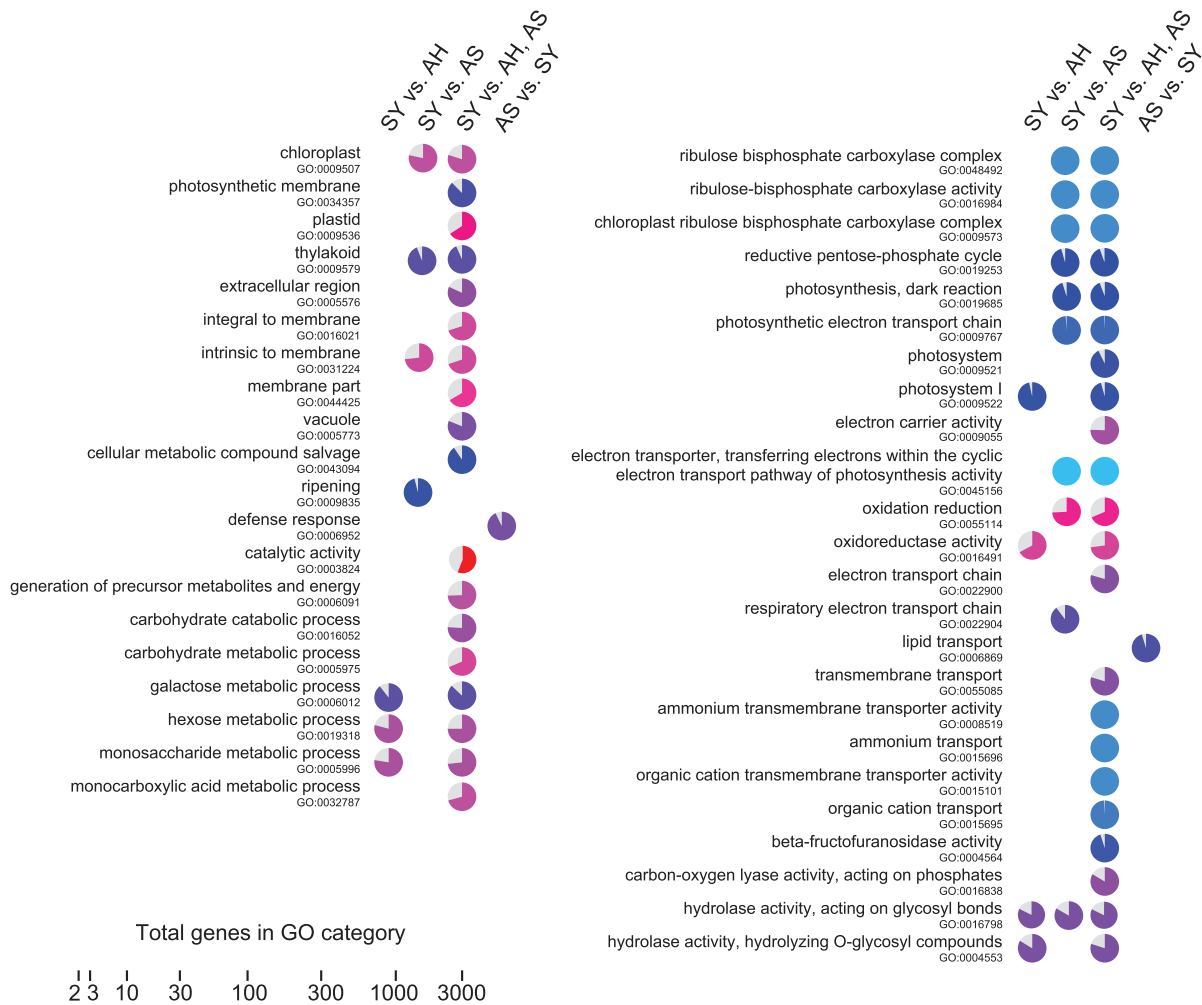 SY vs. AH
SY vs. AS
SY vs. AH, AS
AS vs. SY
chloroplast
GO:0009507
photosynthetic membrane
GO:0034357
plastid
GO:0009536
thylakoid
GO:0009579
extracellular region
GO:0005576
integral to membrane
GO:0016021
intrinsic to membrane
GO:0031224
membrane part
GO:0044425
vacuole
GO:0005773
cellular metabolic compound salvage
GO:0043094
ripening
GO:0009835
defense response
GO:0006952
catalytic activity
GO:0003824
generation of precursor metabolites and energy
GO:0006091
carbohydrate catabolic process
GO:0016052
carbohydrate metabolic process
GO:0005975
galactose metabolic process
GO:0006012
hexose metabolic process
GO:0019318
monosaccharide metabolic process
GO:0005996
monocarboxylic acid metabolic process
GO:0032787
Total genes in GO category
2 3 10 30 100 300 1000 3000
SY vs. AH
SY vs. AS
SY vs. AH, AS
AS vs. SY
ribulose bisphosphate carboxylase complex
GO:0048492
ribulose-bisphosphate carboxylase activity
GO:0016984
chloroplast ribulose bisphosphate carboxylase complex
GO:0009573
reductive pentose-phosphate cycle
GO:0019253
photosynthesis, dark reaction
GO:0019685
photosynthetic electron transport chain
GO:0009767
photosystem
GO:0009521
photosystem I
GO:0009522
electron carrier activity
GO:0009055
electron transporter, transferring electrons within the cyclic
electron transport pathway of photosynthesis activity
GO:0045156
oxidation reduction
GO:0055114
oxidoreductase activity
GO:0016491
electron transport chain
GO:0022900
respiratory electron transport chain
GO:0022904
lipid transport
GO:0006869
transmembrane transport
GO:0055085
ammonium transmembrane transporter activity
GO:0008519
ammonium transport
GO:0015696
organic cation transmembrane transporter activity
GO:0015101
organic cation transport
GO:0015695
beta-fructofuranosidase activity
GO:0004564
carbon-oxygen lyase activity, acting on phosphates
GO:0016838
hydrolase activity, acting on glycosyl bonds
GO:0016798
hydrolase activity, hydrolyzing O-glycosyl compounds
GO:0004553